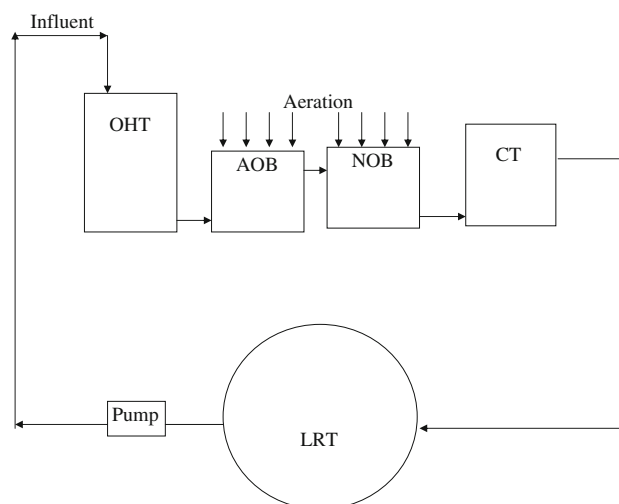 Influent
Aeration
OHT
AOB
NOB
CT
Pump
LRT